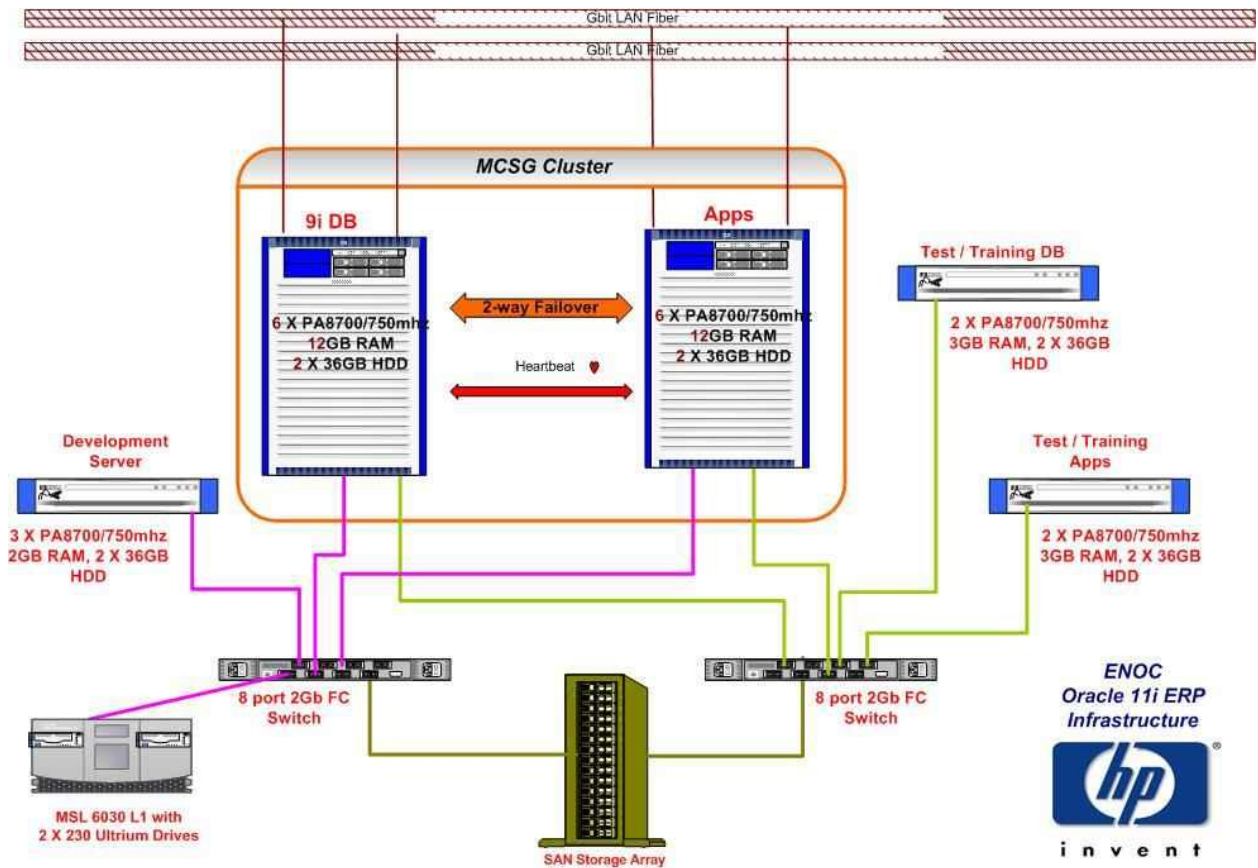 Gbit LAN Fiber
Gbit LAN Fiber
MCSG Cluster
9i DB
Apps
6 X PA8700/750mhz
12GB RAM
2 X 36GB HDD
2-way Failover
Heartbeat
6 X PA8700/750mhz
12GB RAM
2 X 36GB HDD
Test / Training DB
2 X PA8700/750mhz
3GB RAM, 2 X 36GB
HDD
Development
Server
3 X PA8700/750mhz
2GB RAM, 2 X 36GB
HDD
Test / Training
Apps
2 X PA8700/750mhz
3GB RAM, 2 X 36GB
HDD
8 port 2Gb FC
Switch
8 port 2Gb FC
Switch
MSL 6030 L1 with
2 X 230 Ultrium Drives
SAN Storage Array
ENOC
Oracle 11i ERP
Infrastructure
hp
®
invent